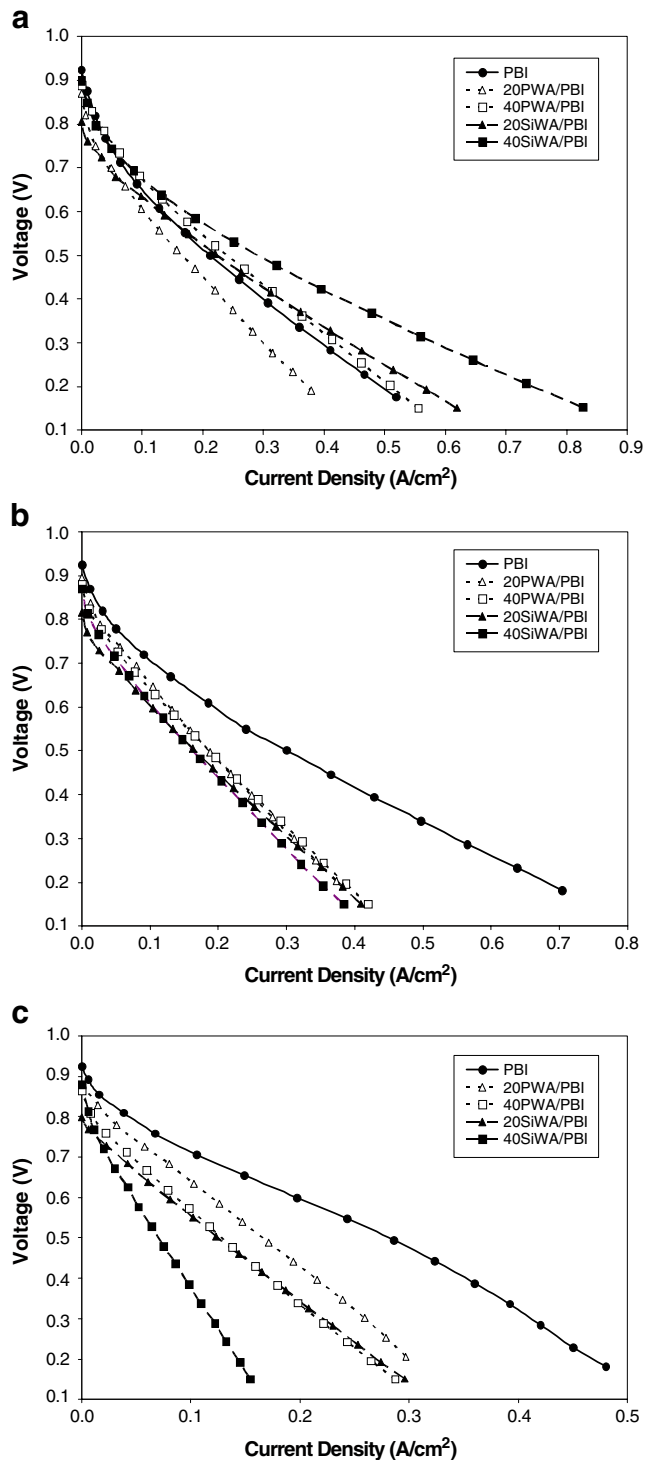 a
1.0
0.9
0.8
0.7
0.6
0.5
0.4
0.3
0.2
0.1
Voltage (V)
PBI
20PWA/PBI
40PWA/PBI
20SiWA/PBI
40SiWA/PBI
0.0 0.1 0.2 0.3 0.4 0.5 0.6 0.7 0.8 0.9
Current Density (A/cm²)
b
1.0
0.9
0.8
0.7
0.6
0.5
0.4
0.3
0.2
0.1
Voltage (V)
PBI
20PWA/PBI
40PWA/PBI
20SiWA/PBI
40SiWA/PBI
0.0 0.1 0.2 0.3 0.4 0.5 0.6 0.7 0.8
Current Density (A/cm²)
c
1.0
0.9
0.8
0.7
0.6
0.5
0.4
0.3
0.2
0.1
Voltage (V)
PBI
20PWA/PBI
40PWA/PBI
20SiWA/PBI
40SiWA/PBI
0.0 0.1 0.2 0.3 0.4 0.5
Current Density (A/cm²)